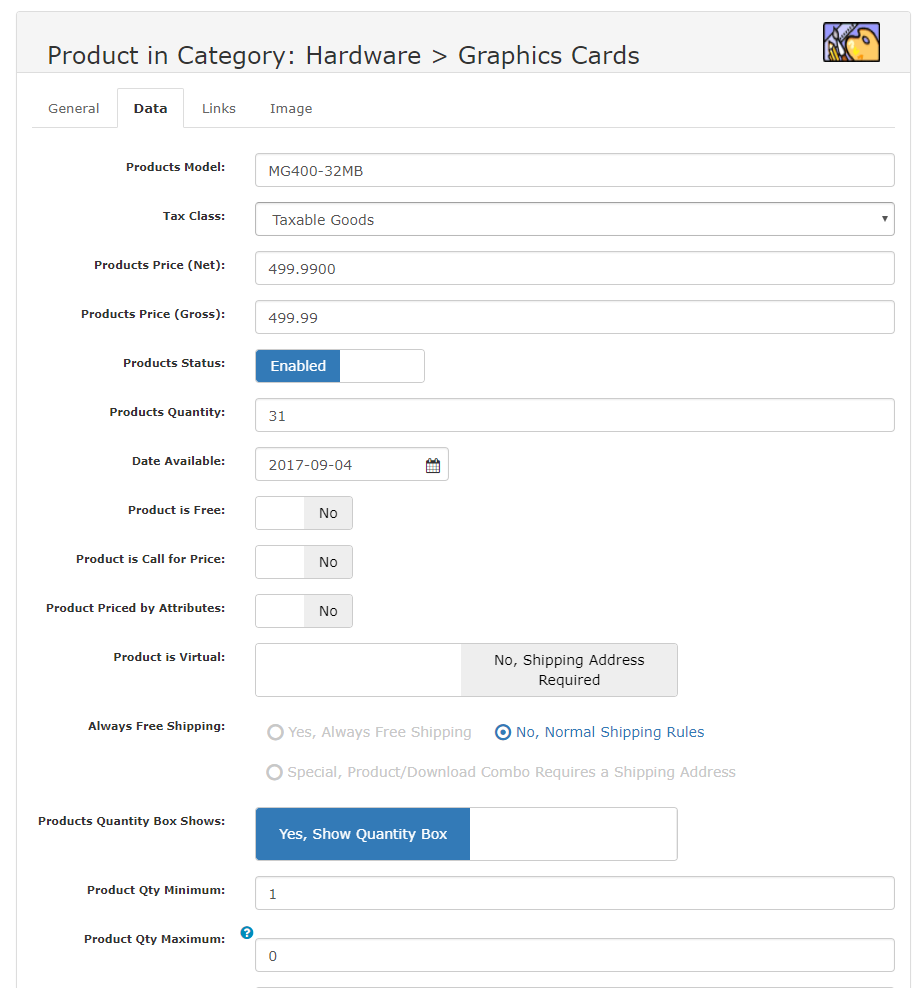 Product in Category: Hardware > Graphics Cards
General Data Links Image
Products Model: MG400-32MB
Tax Class: Taxable Goods
Products Price (Net): 499.9900
Products Price (Gross): 499.99
Products Status: Enabled
Products Quantity: 31
Date Available: 2017-09-04
Product is Free: No
Product is Call for Price: No
Product Priced by Attributes: No
Product is Virtual: No, Shipping Address
Required
Always Free Shipping: Yes, Always Free Shipping No, Normal Shipping Rules
Special, Product/Download Combo Requires a Shipping Address
Products Quantity Box Shows: Yes, Show Quantity Box
Product Qty Minimum: 1
Product Qty Maximum: ? 0